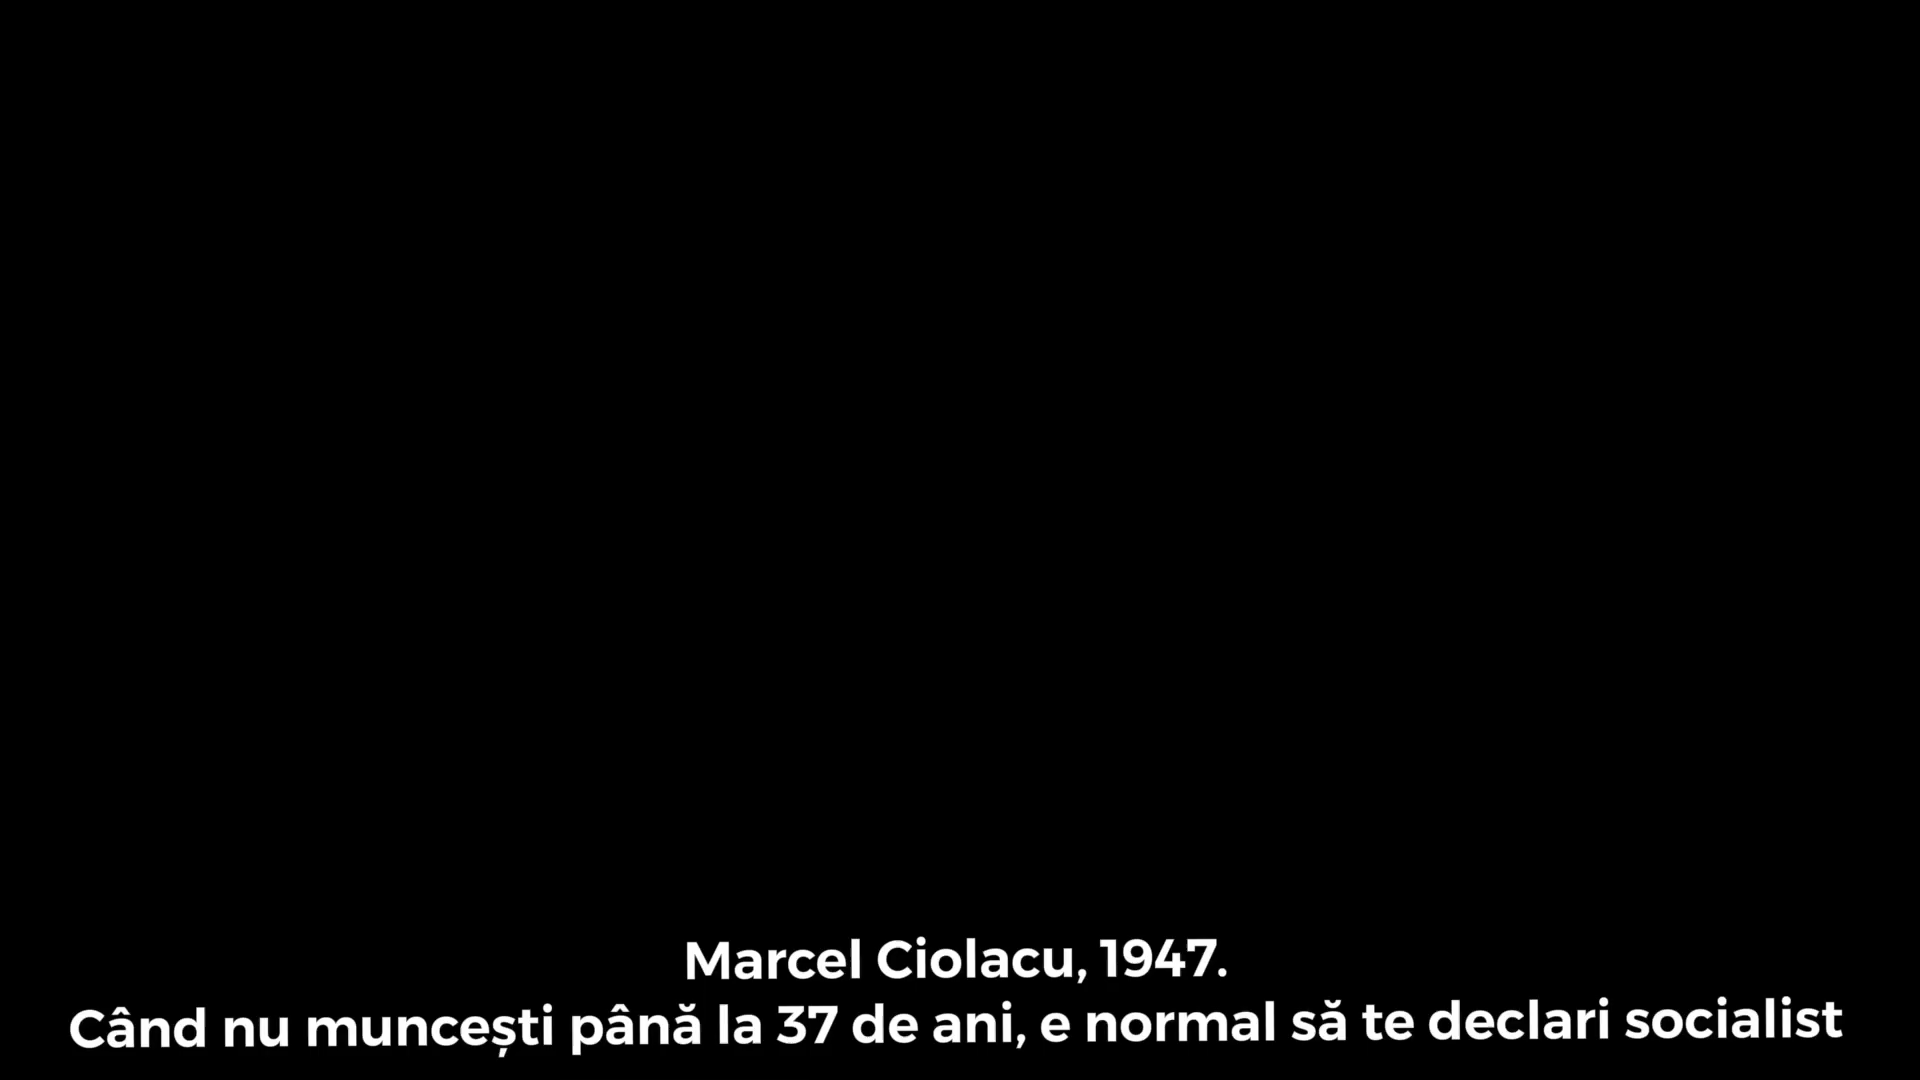 Marcel Ciolacu, 1947.
Când nu muncești până la 37 de ani, e normal să te declari socialist